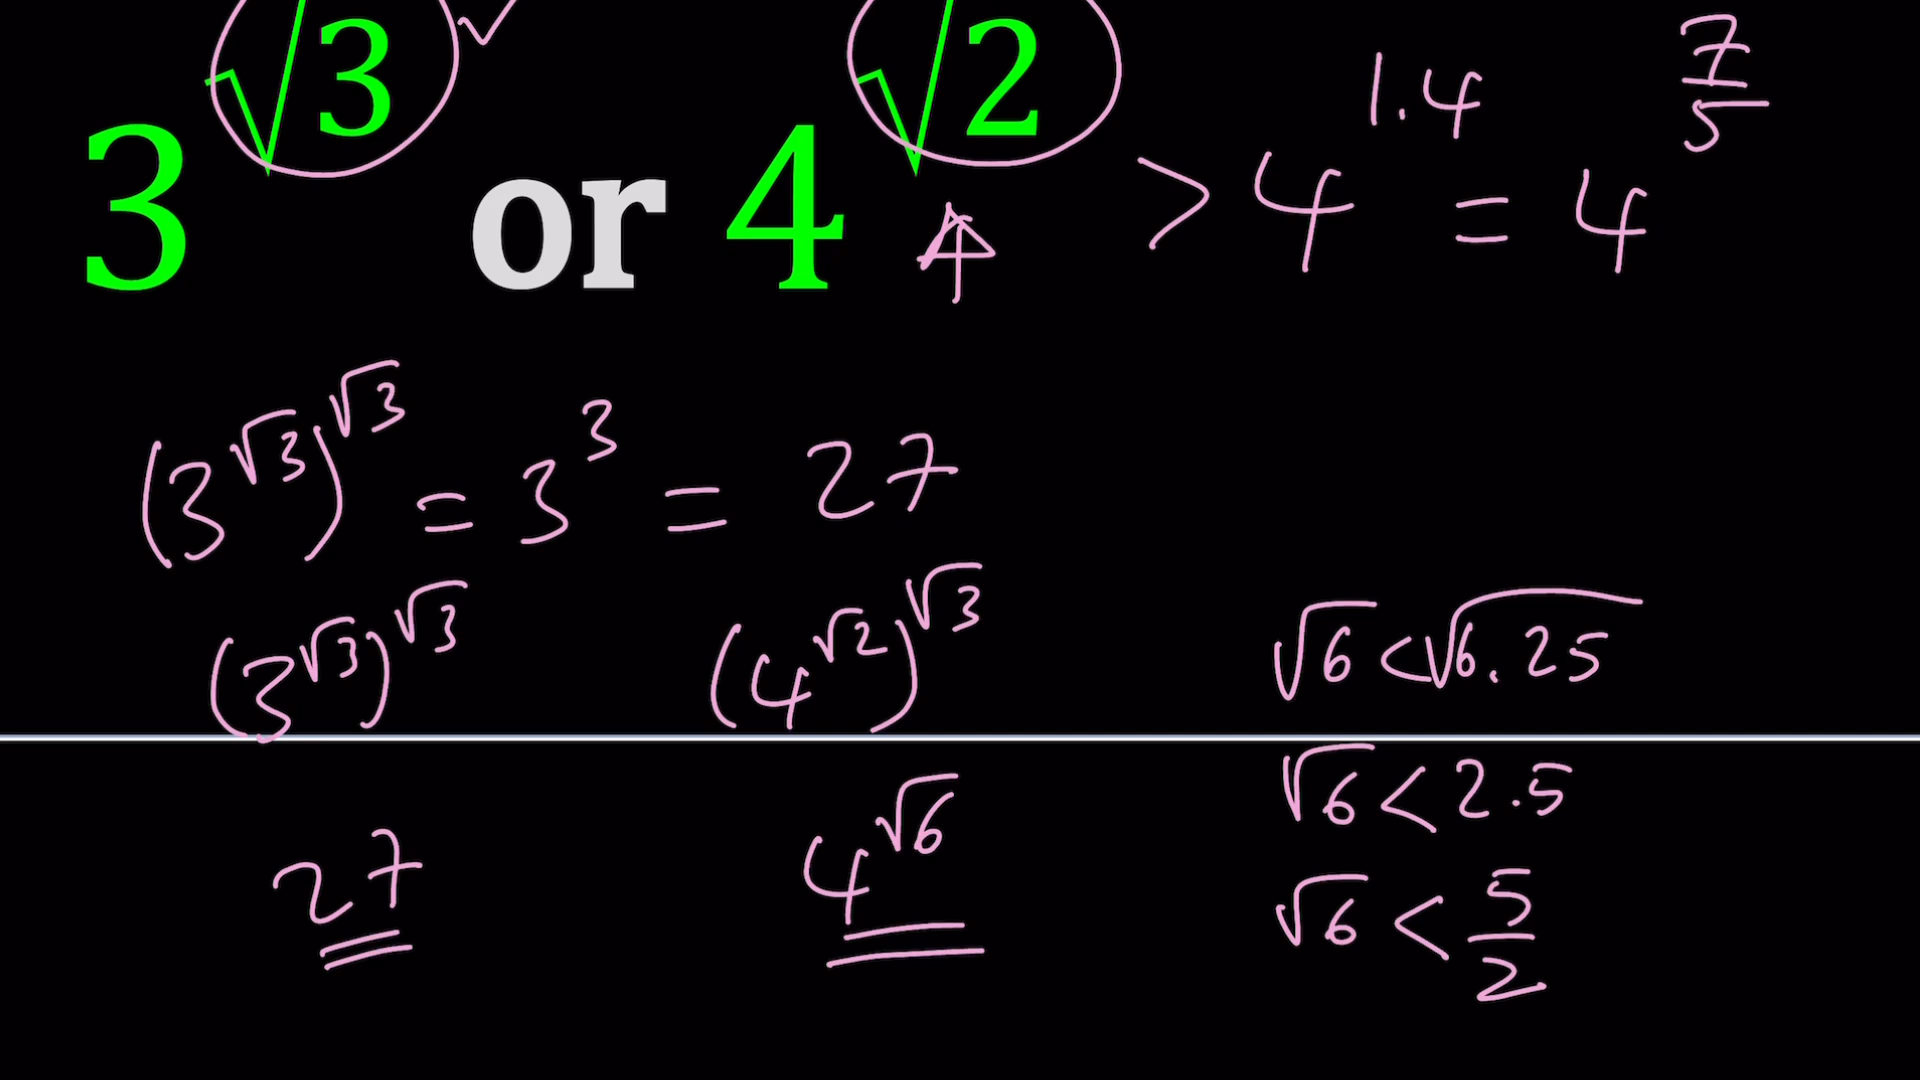 3^√3 or 4^√2 > 4^1.4 = 4^7/5
4
(3^√3)^√3 = 3^3 = 27
(3^√3)^√3 (4^√2)^√3 √6 < √6.25
√6 < 2.5
27 4^√6
√6 < 5/2